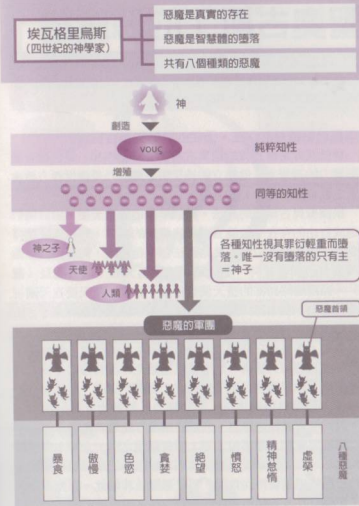 埃瓦格里烏斯
(四世紀的神學家)
惡魔是真實的存在
惡魔是智慧體的墮落
共有八個種類的惡魔
神
創造
νους
純粹知性
增殖
同等的知性
神之子
天使
人類
各種知性視其罪衍輕重而墮
落。唯一沒有墮落的只有主
=神子
惡魔的軍團
惡魔首領
暴食
傲慢
色慾
貪婪
絕望
憤怒
精神怠惰
虛榮
八種惡魔